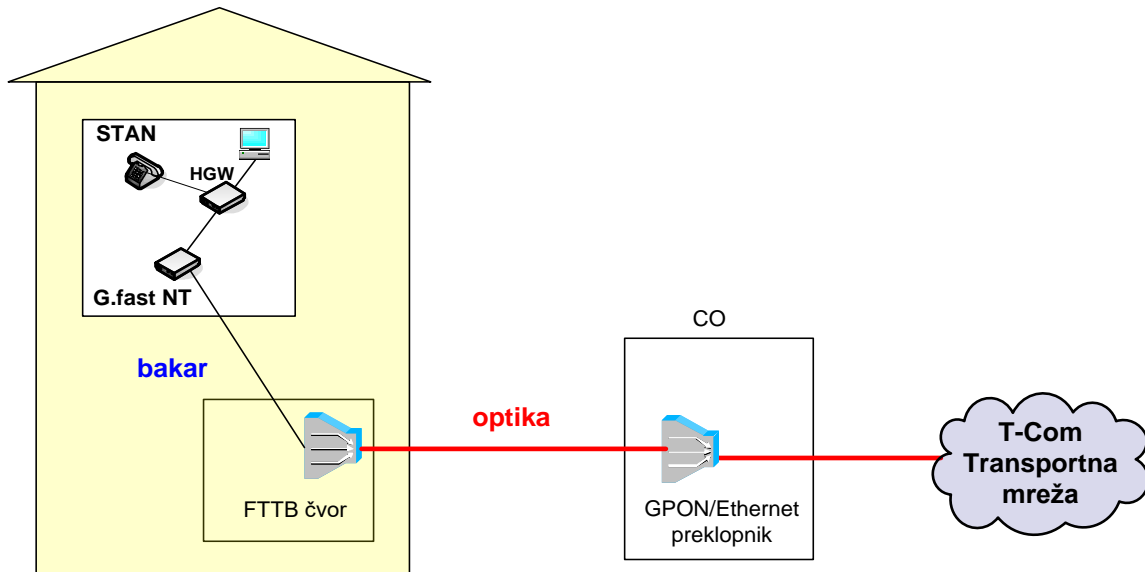 STAN
HGW
G.fast NT
bakar
FTTB čvor
optika
CO
GPON/Ethernet
preklopnik
T-Com
Transportna
mreža